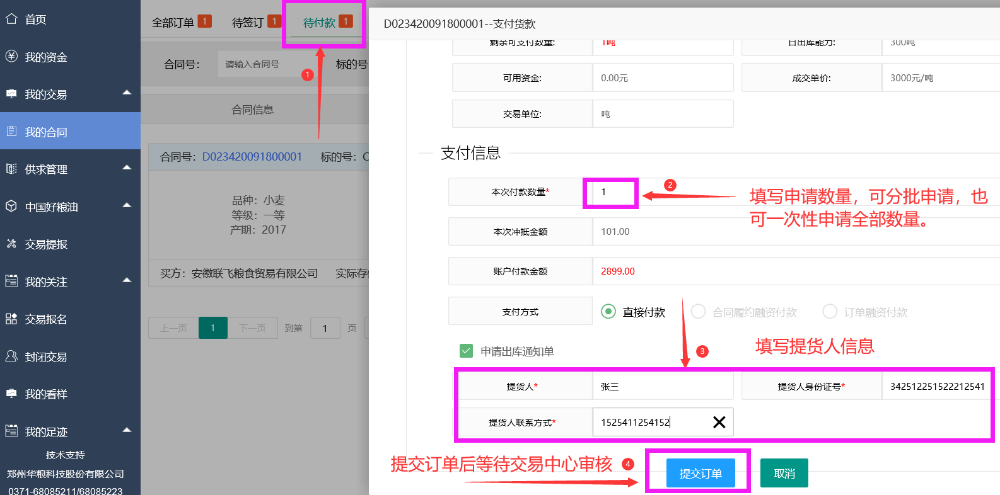 首页
我的资金
我的交易
我的合同
供求管理
中国好粮油
交易提报
我的关注
交易报名
封闭交易
我的看样
我的足迹
技术支持
郑州华粮科技股份有限公司
0371-68085211/68085223
全部订单 1 待签订 1 待付款 1
合同号： 请输入合同号 标的号
1
合同信息
合同号：D023420091800001 标的号：
品种：小麦
等级：一等
产期：2017
买方：安徽联飞粮食贸易有限公司 实际存
上一页 1 下一页 到第 1 页
D023420091800001--支付货款
剩余可支付数量: 1吨 日出库能力: 300吨
可用资金: 0.00元 成交单价: 3000元/吨
交易单位: 吨
支付信息
本次付款数量* 1
2
填写申请数量，可分批申请，也
可一次性申请全部数量。
本次冲抵金额 101.00
账户付款金额 2899.00
支付方式 直接付款 合同履约融资付款 订单融资付款
申请出库通知单
3
填写提货人信息
提货人* 张三 提货人身份证号* 342512251522212541
提货人联系方式* 1525411254152
提交订单后等待交易中心审核 4
提交订单 取消